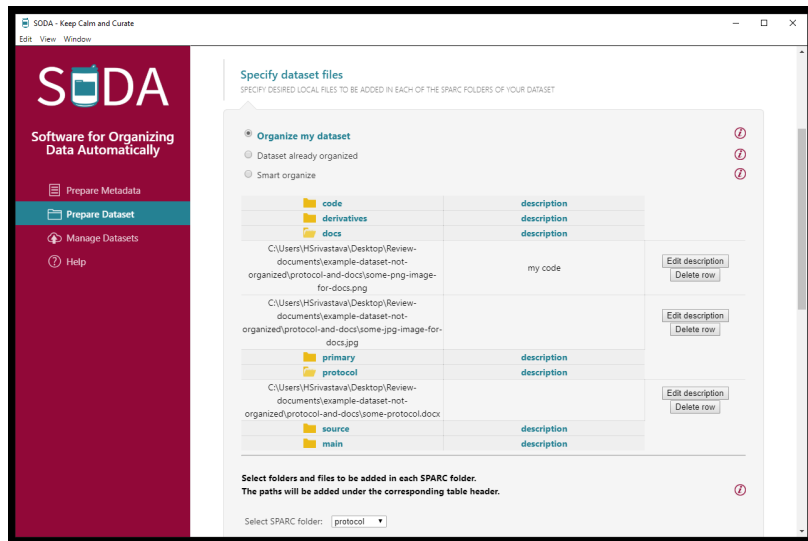 SODA - Keep Calm and Curate
Edit View Window
SODA
Software for Organizing
Data Automatically
Prepare Metadata
Prepare Dataset
Manage Datasets
Help
Specify dataset files
SPECIFY DESIRED LOCAL FILES TO BE ADDED IN EACH OF THE SPARC FOLDERS OF YOUR DATASET
Organize my dataset
Dataset already organized
Smart organize
code description
derivatives description
docs description
C:\Users\HSrivastava\Desktop\Review-
documents\example-dataset-not-
organized\protocol-and-docs\some-png-image-
for-docs.png
my code
Edit description
Delete row
C:\Users\HSrivastava\Desktop\Review-
documents\example-dataset-not-
organized\protocol-and-docs\some-jpg-image-for-
docs.jpg
Edit description
Delete row
primary description
protocol description
C:\Users\HSrivastava\Desktop\Review-
documents\example-dataset-not-
organized\protocol-and-docs\some-protocol.docx
Edit description
Delete row
source description
main description
Select folders and files to be added in each SPARC folder.
The paths will be added under the corresponding table header.
Select SPARC folder: protocol